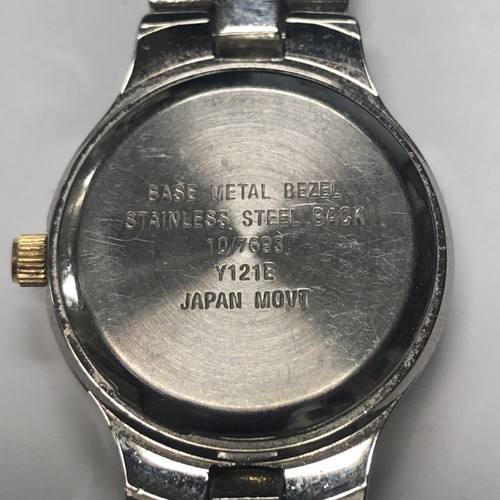 BASE METAL BEZEL
STAINLESS STEEL BACK
10/7693
Y121E
JAPAN MOVT